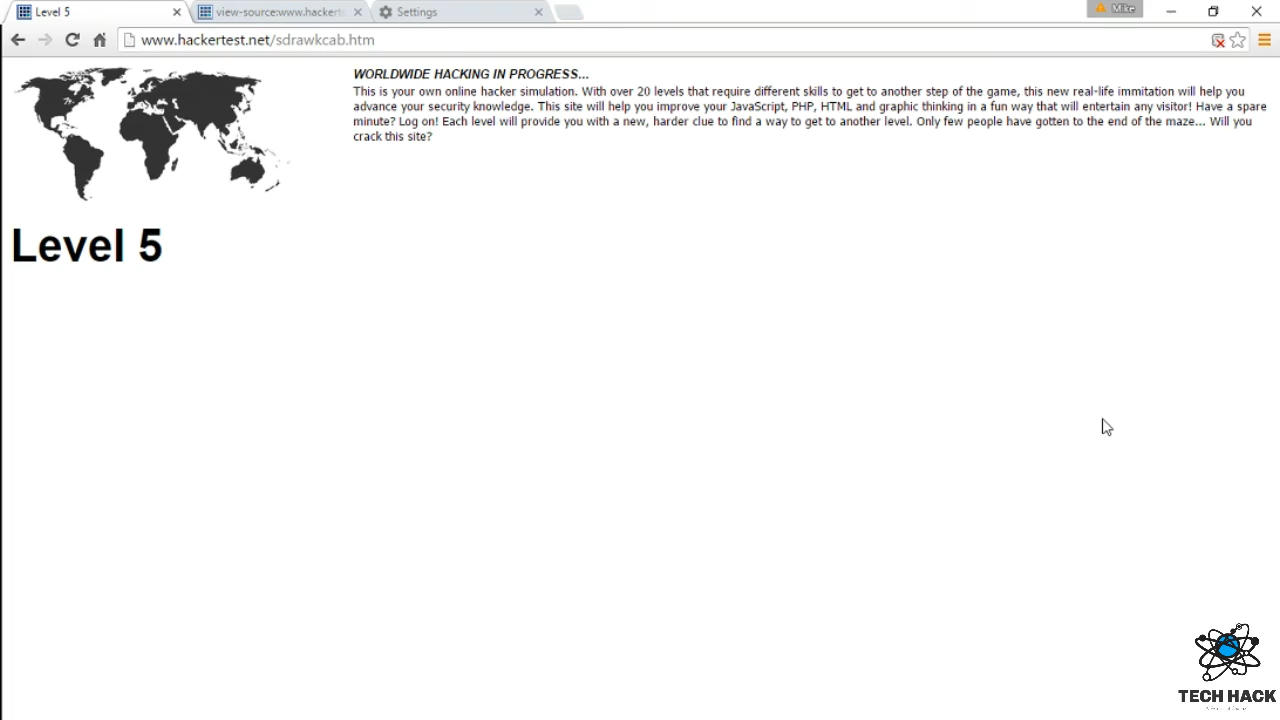 Level 5
view-source:www.hackerte
Settings
Mike
www.hackertest.net/sdrawkcab.htm
WORLDWIDE HACKING IN PROGRESS...
This is your own online hacker simulation. With over 20 levels that require different skills to get to another step of the game, this new real-life immitation will help you
advance your security knowledge. This site will help you improve your JavaScript, PHP, HTML and graphic thinking in a fun way that will entertain any visitor! Have a spare
minute? Log on! Each level will provide you with a new, harder clue to find a way to get to another level. Only few people have gotten to the end of the maze... Will you
crack this site?
Level 5
TECH HACK